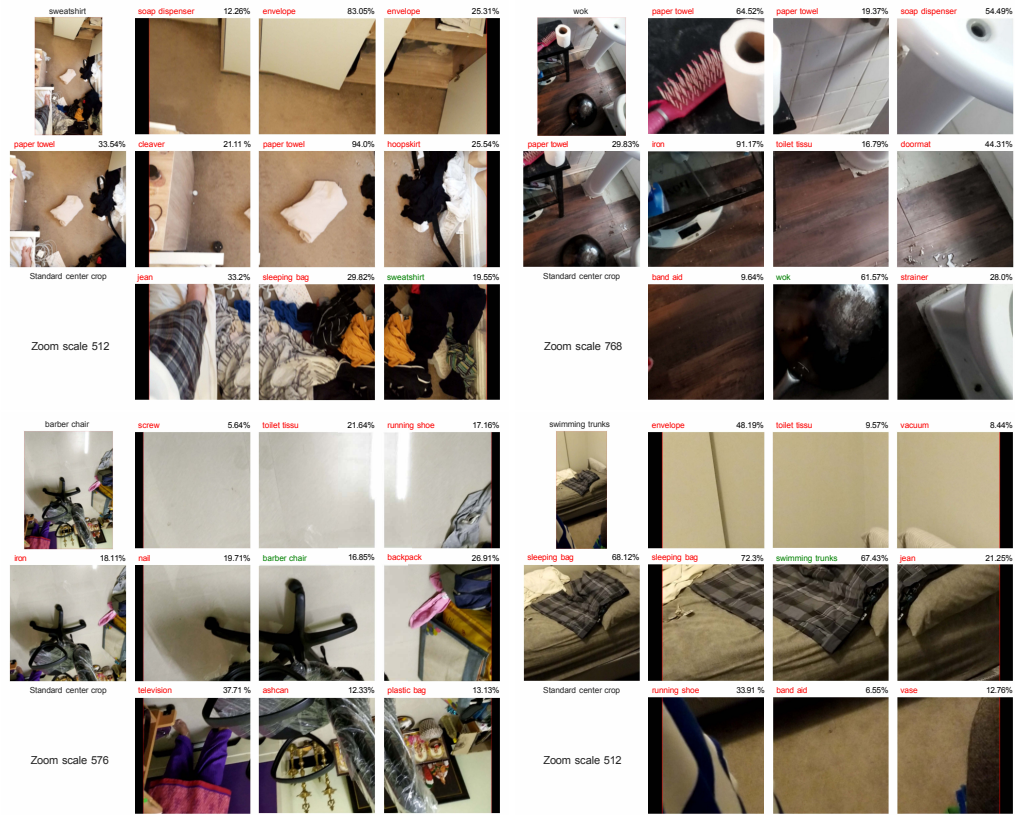 sweatshirt
soap dispenser 12.26%
envelope 83.05%
envelope 25.31%
paper towel 33.54%
cleaver 21.11 %
paper towel 94.0%
hoopskirt 25.54%
Standard center crop
jean 33.2%
sleeping bag 29.82%
sweatshirt 19.55%
Zoom scale 512
wok
paper towel 64.52%
paper towel 19.37%
soap dispenser 54.49%
paper towel 29.83%
iron 91.17%
toilet tissu 16.79%
doormat 44.31%
Standard center crop
band aid 9.64%
wok 61.57%
strainer 28.0%
Zoom scale 768
barber chair
screw 5.64%
toilet tissu 21.64%
running shoe 17.16%
iron 18.11%
nail 19.71%
barber chair 16.85%
backpack 26.91%
Standard center crop
television 37.71 %
ashcan 12.33%
plastic bag 13.13%
Zoom scale 576
swimming trunks
envelope 48.19%
toilet tissu 9.57%
vacuum 8.44%
sleeping bag 68.12%
sleeping bag 72.3%
swimming trunks 67.43%
jean 21.25%
Standard center crop
running shoe 33.91 %
band aid 6.55%
vase 12.76%
Zoom scale 512